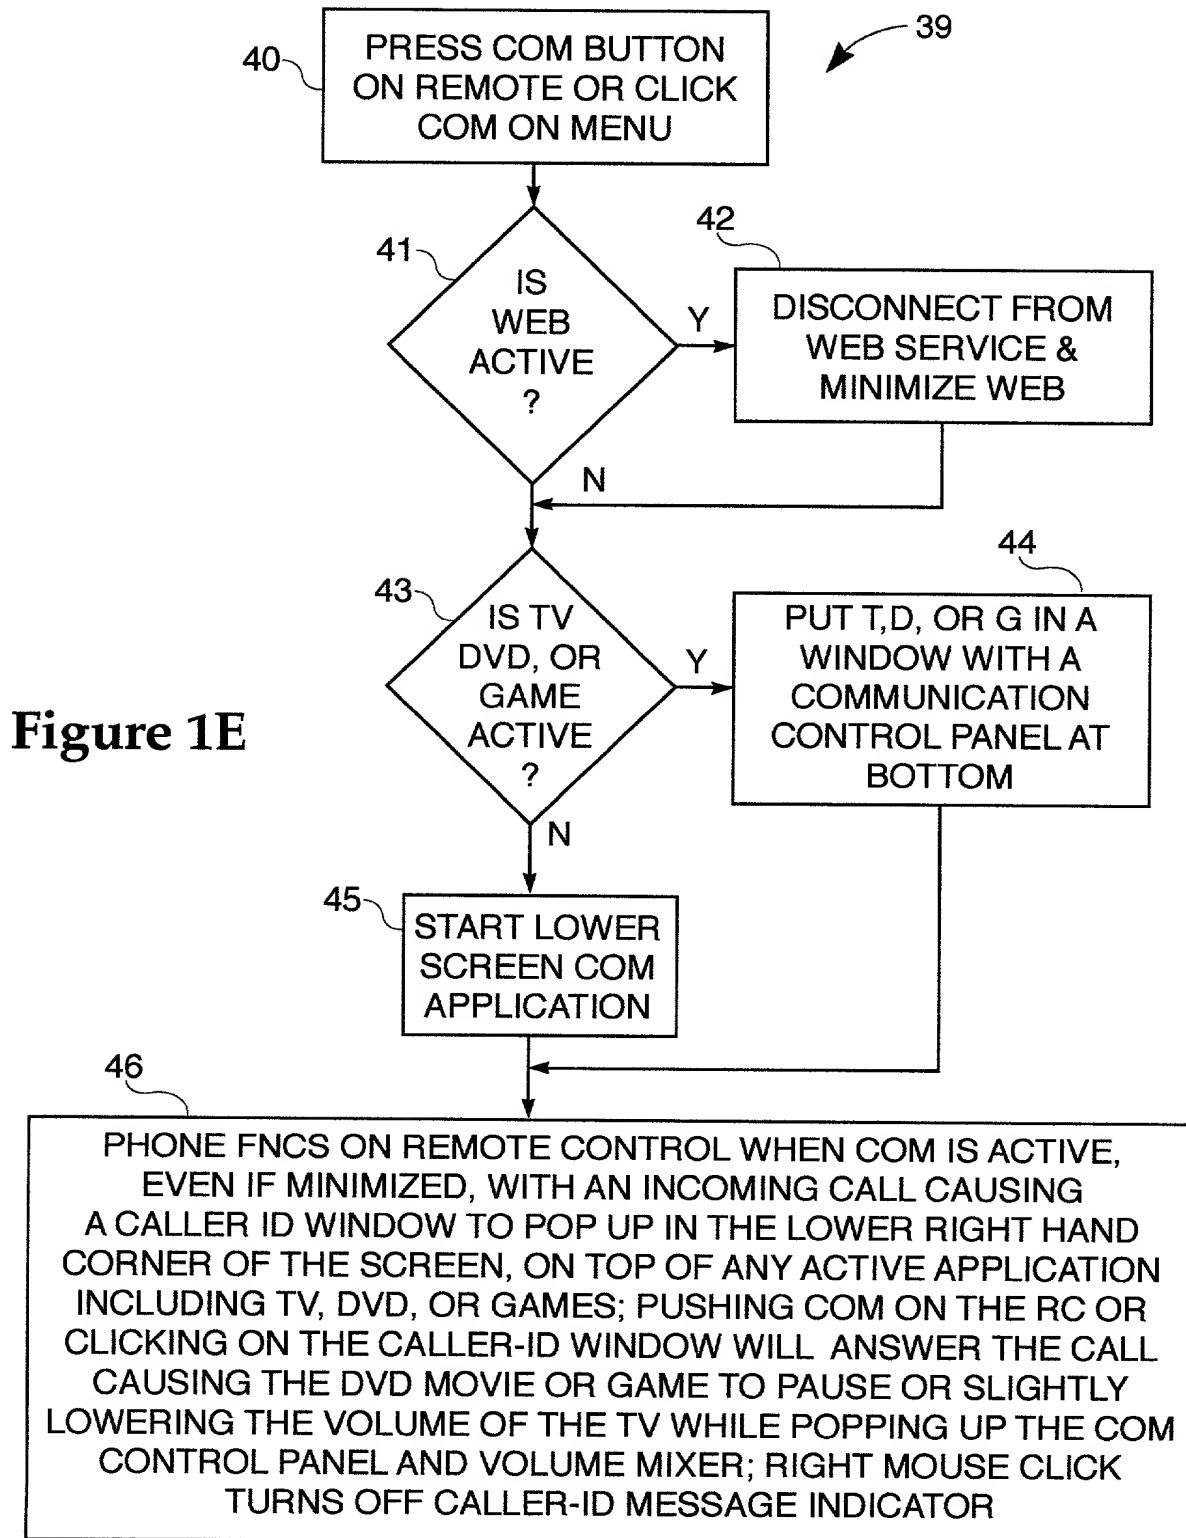 39
40
PRESS COM BUTTON
ON REMOTE OR CLICK
COM ON MENU
41
IS
WEB
ACTIVE
?
Y
42
DISCONNECT FROM
WEB SERVICE &
MINIMIZE WEB
N
43
IS TV
DVD, OR
GAME
ACTIVE
?
Y
44
PUT T,D, OR G IN A
WINDOW WITH A
COMMUNICATION
CONTROL PANEL AT
BOTTOM
Figure 1E
N
45
START LOWER
SCREEN COM
APPLICATION
46
PHONE FNCS ON REMOTE CONTROL WHEN COM IS ACTIVE,
EVEN IF MINIMIZED, WITH AN INCOMING CALL CAUSING
A CALLER ID WINDOW TO POP UP IN THE LOWER RIGHT HAND
CORNER OF THE SCREEN, ON TOP OF ANY ACTIVE APPLICATION
INCLUDING TV, DVD, OR GAMES; PUSHING COM ON THE RC OR
CLICKING ON THE CALLER-ID WINDOW WILL ANSWER THE CALL
CAUSING THE DVD MOVIE OR GAME TO PAUSE OR SLIGHTLY
LOWERING THE VOLUME OF THE TV WHILE POPPING UP THE COM
CONTROL PANEL AND VOLUME MIXER; RIGHT MOUSE CLICK
TURNS OFF CALLER-ID MESSAGE INDICATOR